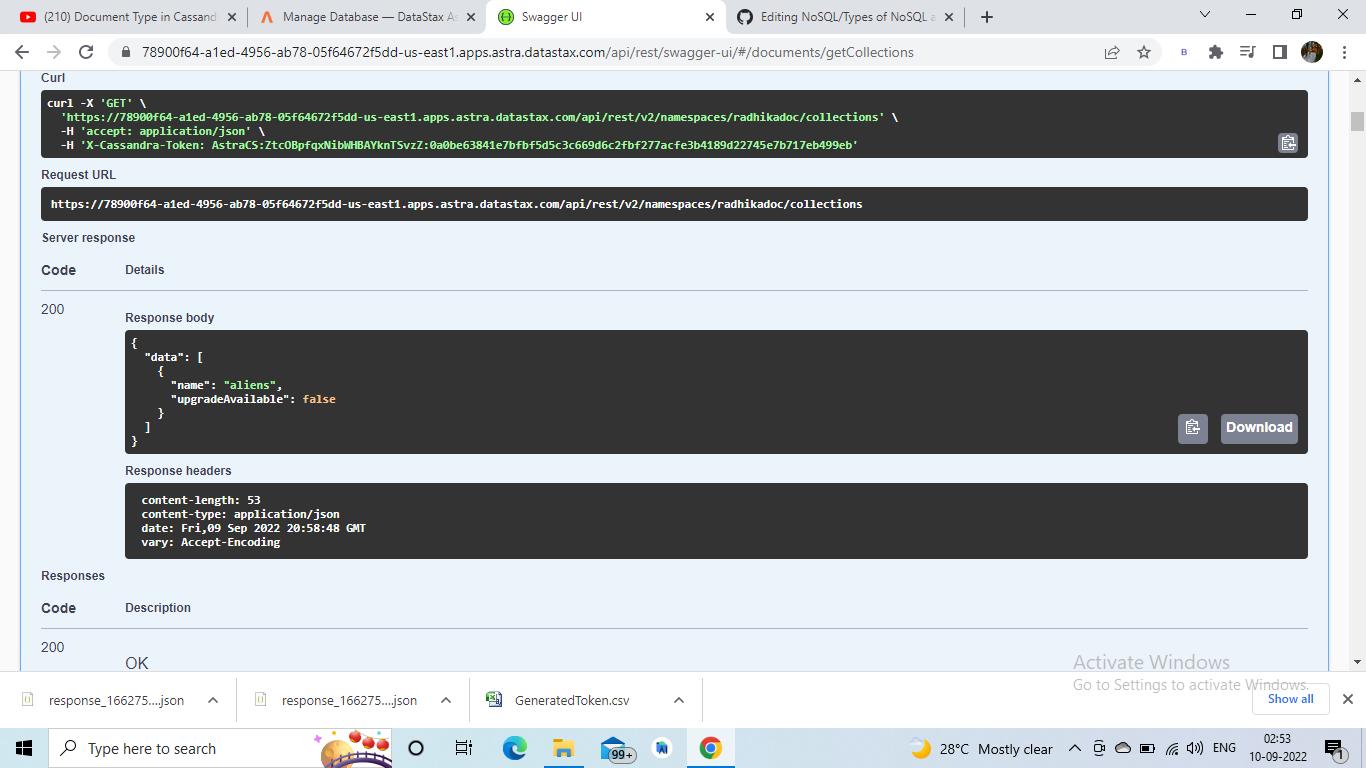 (210) Document Type in Cassand
Manage Database — DataStax As
Swagger UI
Editing NoSQL/Types of NoSQL a
78900f64-a1ed-4956-ab78-05f64672f5dd-us-east1.apps.astra.datastax.com/api/rest/swagger-ui/#/documents/getCollections
B
Curl
curl -X 'GET' \
'https://78900f64-a1ed-4956-ab78-05f64672f5dd-us-east1.apps.astra.datastax.com/api/rest/v2/namespaces/radhikadoc/collections' \
-H 'accept: application/json' \
-H 'X-Cassandra-Token: AstraCS:ZtcOBpfqxNibWHBAYknTSvzZ:0a0be63841e7bfbf5d5c3c669d6c2fbf277acfe3b4189d22745e7b717eb499eb'
Request URL
https://78900f64-a1ed-4956-ab78-05f64672f5dd-us-east1.apps.astra.datastax.com/api/rest/v2/namespaces/radhikadoc/collections
Server response
Code Details
200
Response body
{
"data": [
{
"name": "aliens",
"upgradeAvailable": false
}
]
}
Download
Response headers
content-length: 53
content-type: application/json
date: Fri,09 Sep 2022 20:58:48 GMT
vary: Accept-Encoding
Responses
Code Description
200
OK
Activate Windows
Go to Settings to activate Windows.
response_166275....json
response_166275....json
GeneratedToken.csv
Show all
Type here to search
99+
28°C Mostly clear
ENG
02:53
10-09-2022
1